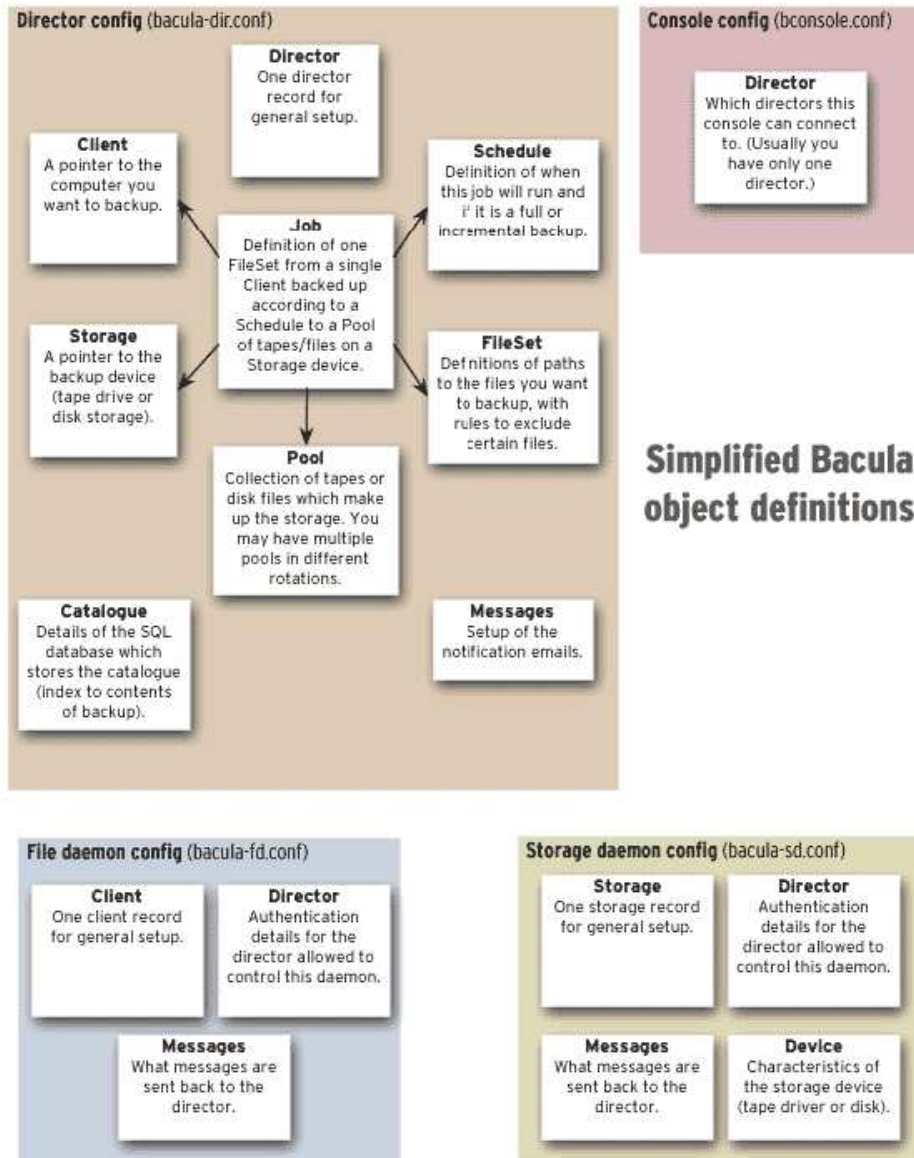 Director config (bacula-dir.conf)
Director
One director
record for
general setup.
Client
A pointer to the
computer you
want to backup.
Schedule
Definition of when
this job will run and
if it is a full or
incremental backup.
Job
Definition of one
FileSet from a single
Client backed up
according to a
Schedule to a Pool
of tapes/files on a
Storage device.
Storage
A pointer to the
backup device
(tape drive or
disk storage).
FileSet
Definitions of paths
to the files you want
to backup, with
rules to exclude
certain files.
Pool
Collection of tapes or
disk files which make
up the storage. You
may have multiple
pools in different
rotations.
Catalogue
Details of the SQL
database which
stores the catalogue
(index to contents
of backup).
Messages
Setup of the
notification emails.
Console config (bconsole.conf)
Director
Which directors this
console can connect
to. (Usually you
have only one
director.)
Simplified Bacula
object definitions
File daemon config (bacula-fd.conf)
Client
One client record
for general setup.
Director
Authentication
details for the
director allowed to
control this daemon.
Messages
What messages are
sent back to the
director.
Storage daemon config (bacula-sd.conf)
Storage
One storage record
for general setup.
Director
Authentication
details for the
director allowed to
control this daemon.
Messages
What messages are
sent back to the
director.
Device
Characteristics of
the storage device
(tape driver or disk).